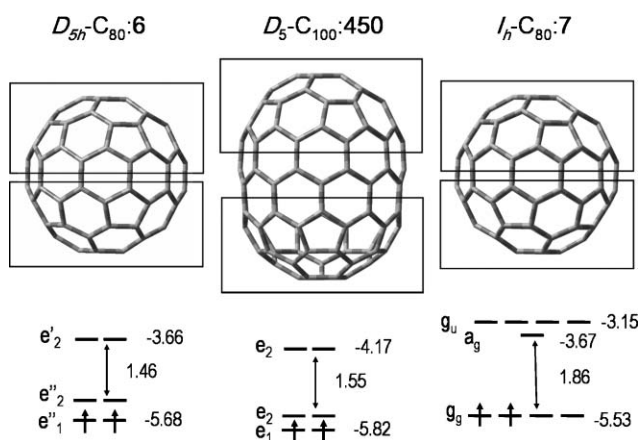 D5h-C80:6
D5-C100:450
Ih-C80:7
e'2
-3.66
1.46
e"2
e"1
-5.68
e2
-4.17
1.55
e2
e1
-5.82
gu
-3.15
ag
-3.67
1.86
gg
-5.53